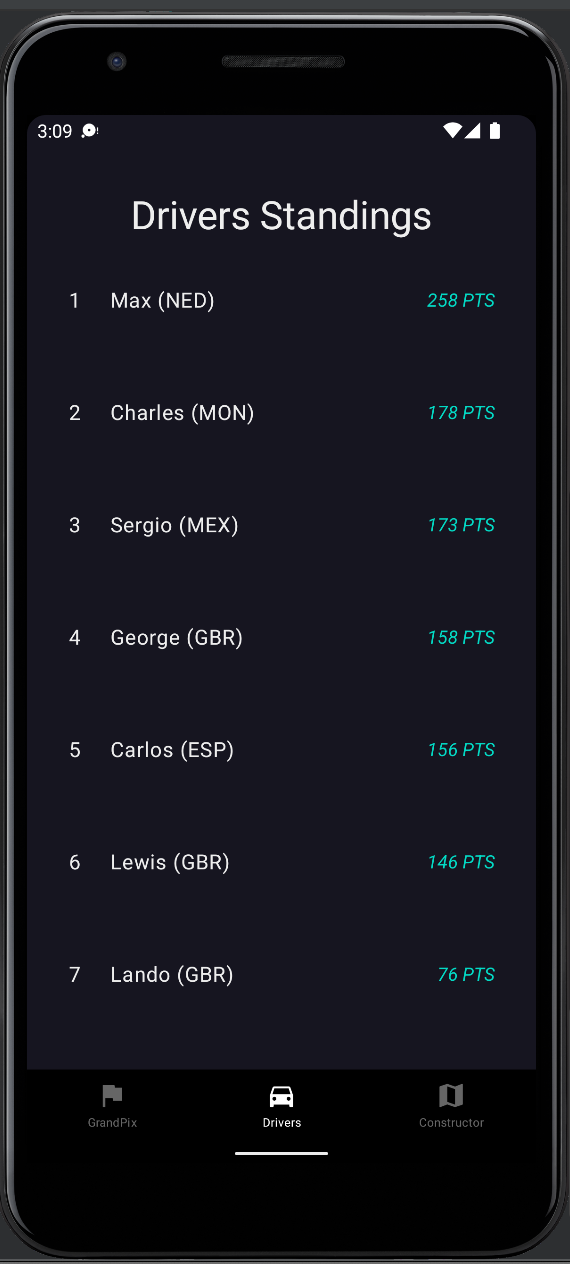 3:09
Drivers Standings
1 Max (NED) 258 PTS
2 Charles (MON) 178 PTS
3 Sergio (MEX) 173 PTS
4 George (GBR) 158 PTS
5 Carlos (ESP) 156 PTS
6 Lewis (GBR) 146 PTS
7 Lando (GBR) 76 PTS
GrandPix Drivers Constructor